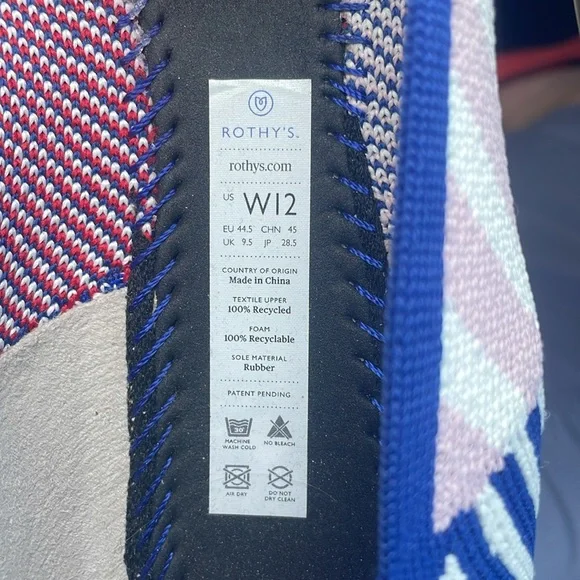 ROTHY'S
rothys.com
US W12
EU 44.5 CHN 45
UK 9.5 JP 28.5
COUNTRY OF ORIGIN
Made in China
TEXTILE UPPER
100% Recycled
FOAM
100% Recyclable
SOLE MATERIAL
Rubber
PATENT PENDING
30°
MACHINE WASH COLD
NO BLEACH
AIR DRY
DO NOT DRY CLEAN